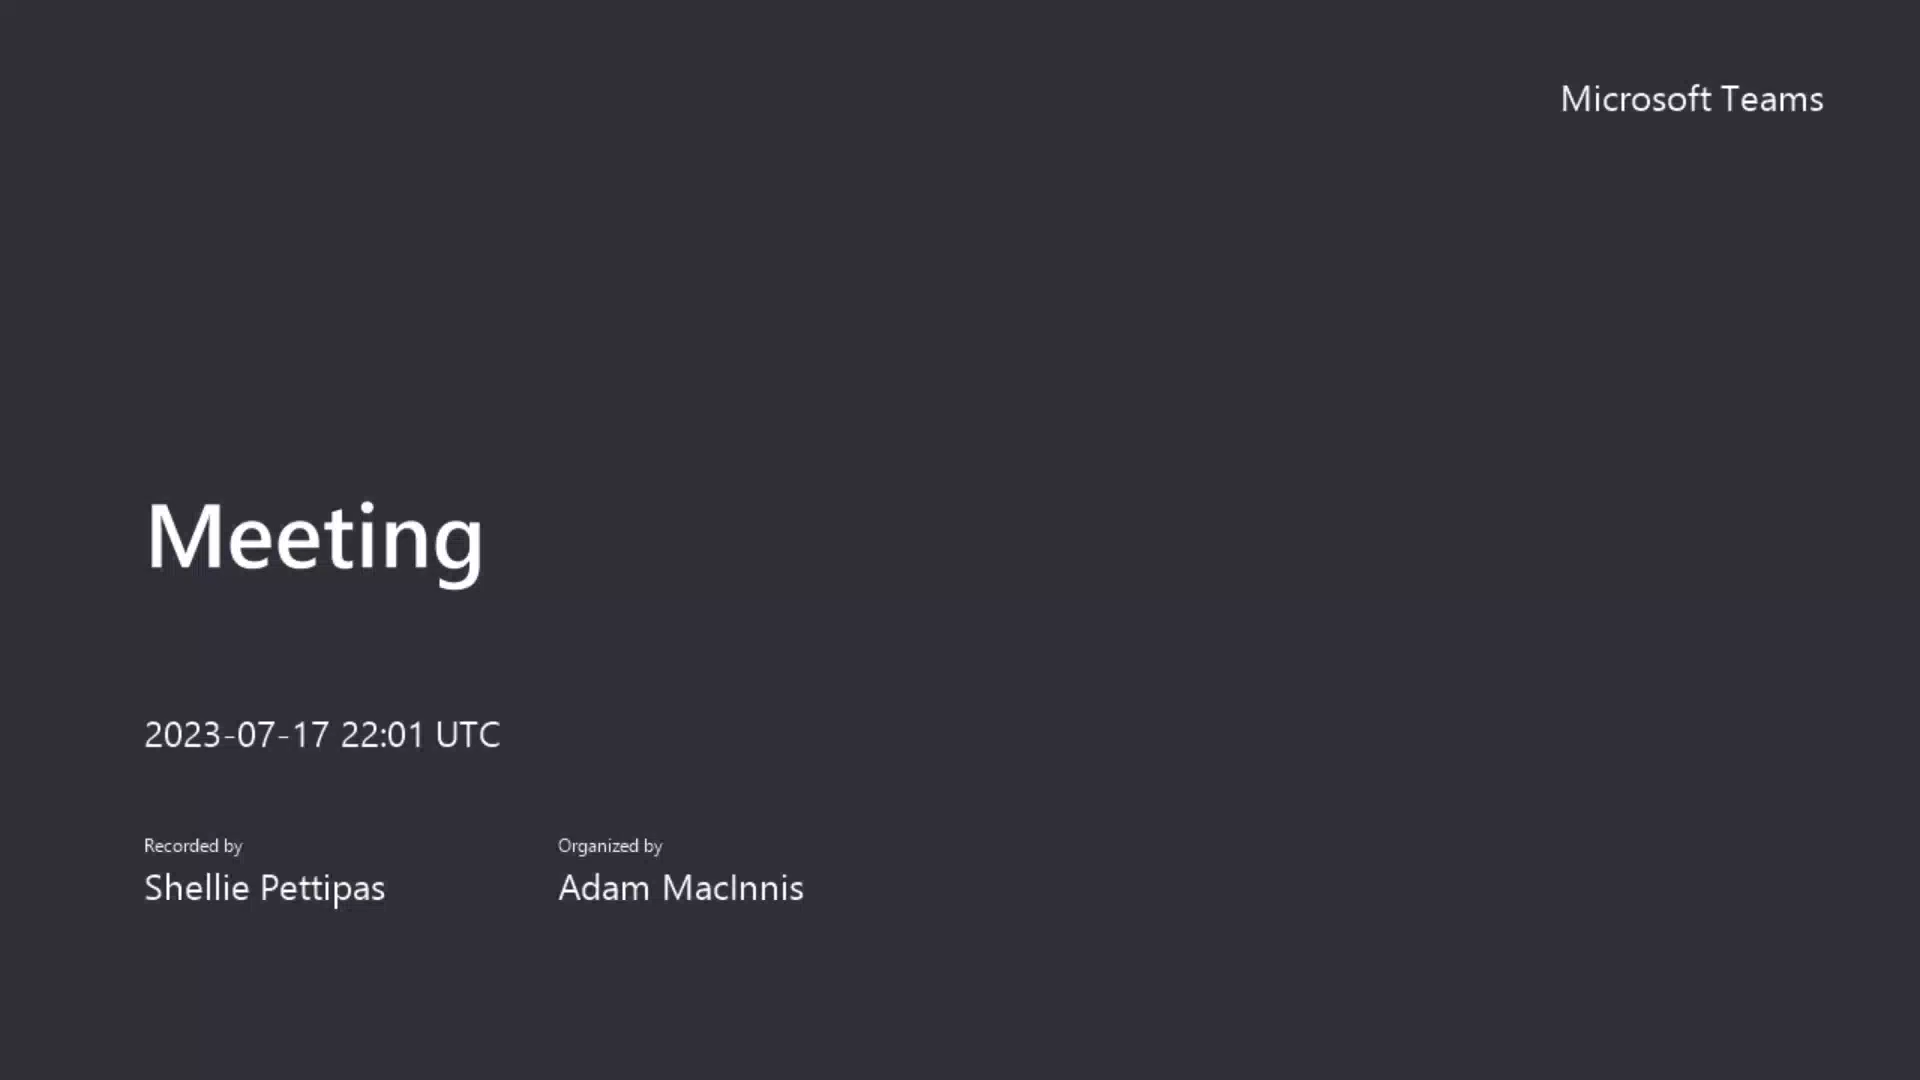 Microsoft Teams
Meeting
2023-07-17 22:01 UTC
Recorded by
Shellie Pettipas
Organized by
Adam MacInnis